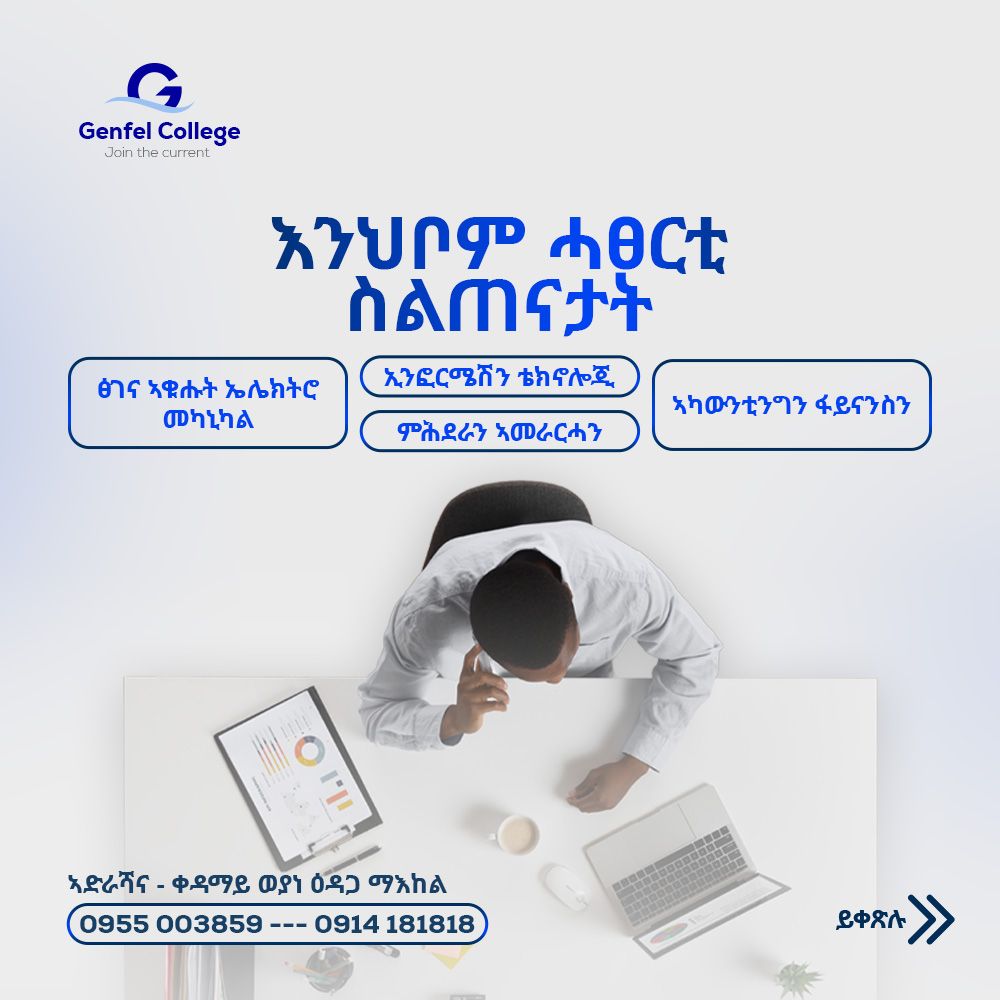 Genfel College
Join the current
እንህቦም ሓፀርቲ
ስልጠናታት
ፅገና ኣቁሑት ኤሌክትሮ
መካኒካል
ኢንፎርሜሽን ቴክኖሎጂ
ምሕደራን ኣመራርሓን
ኣካውንቲንግን ፋይናንስን
ኣድራሻና - ቀዳማይ ወያነ ዕዳጋ ማእከል
0955 003859 --- 0914 181818
ይቀጽሉ